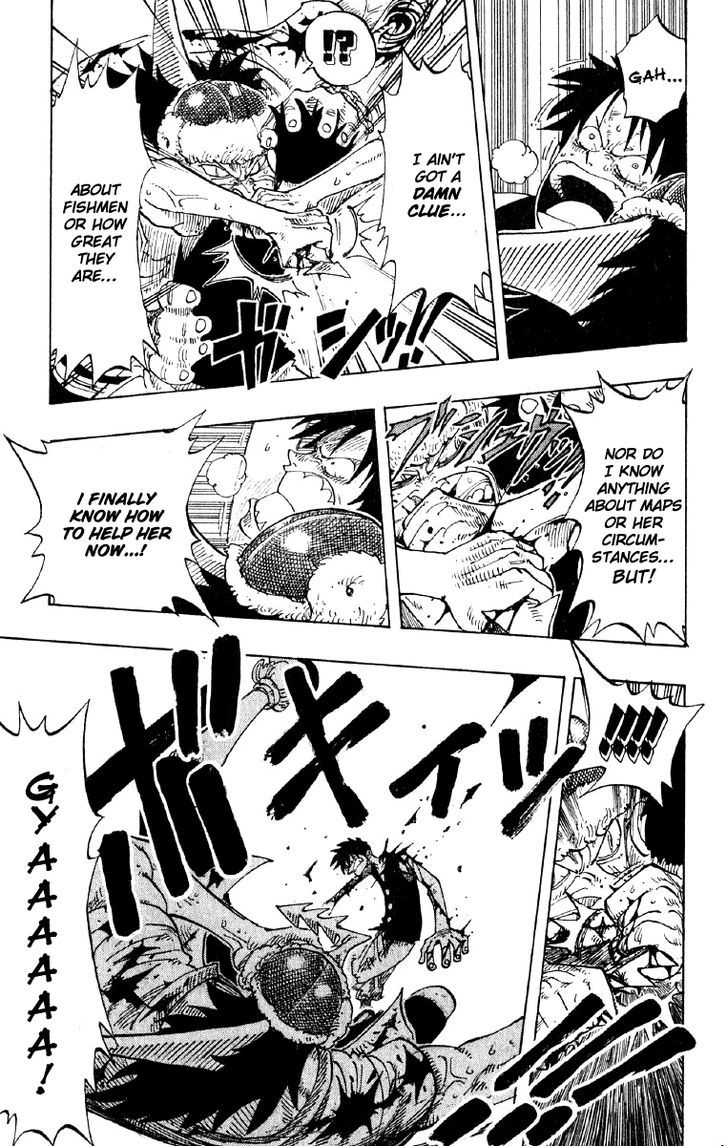 GAH...
!?
I AIN'T
GOT A
DAMN
CLUE...
ABOUT
FISHMEN
OR HOW
GREAT
THEY
ARE...
ガシッ!!
NOR DO
I KNOW
ANYTHING
ABOUT MAPS
OR HER
CIRCUM-
STANCES...
BUT!
I FINALLY
KNOW HOW
TO HELP HER
NOW...!
!!!!
ボキィッ
GYAAAAAAA!